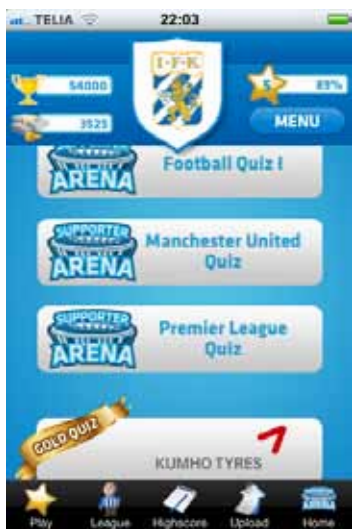 TELIA 22:03
I·F·K
54000
5 89%
3525
MENU
ARENA
Football Quiz I
SUPPORTER
ARENA
Manchester United
Quiz
SUPPORTER
ARENA
Premier League
Quiz
GOLD QUIZ
KUMHO TYRES
Play League Highscore Upload Home